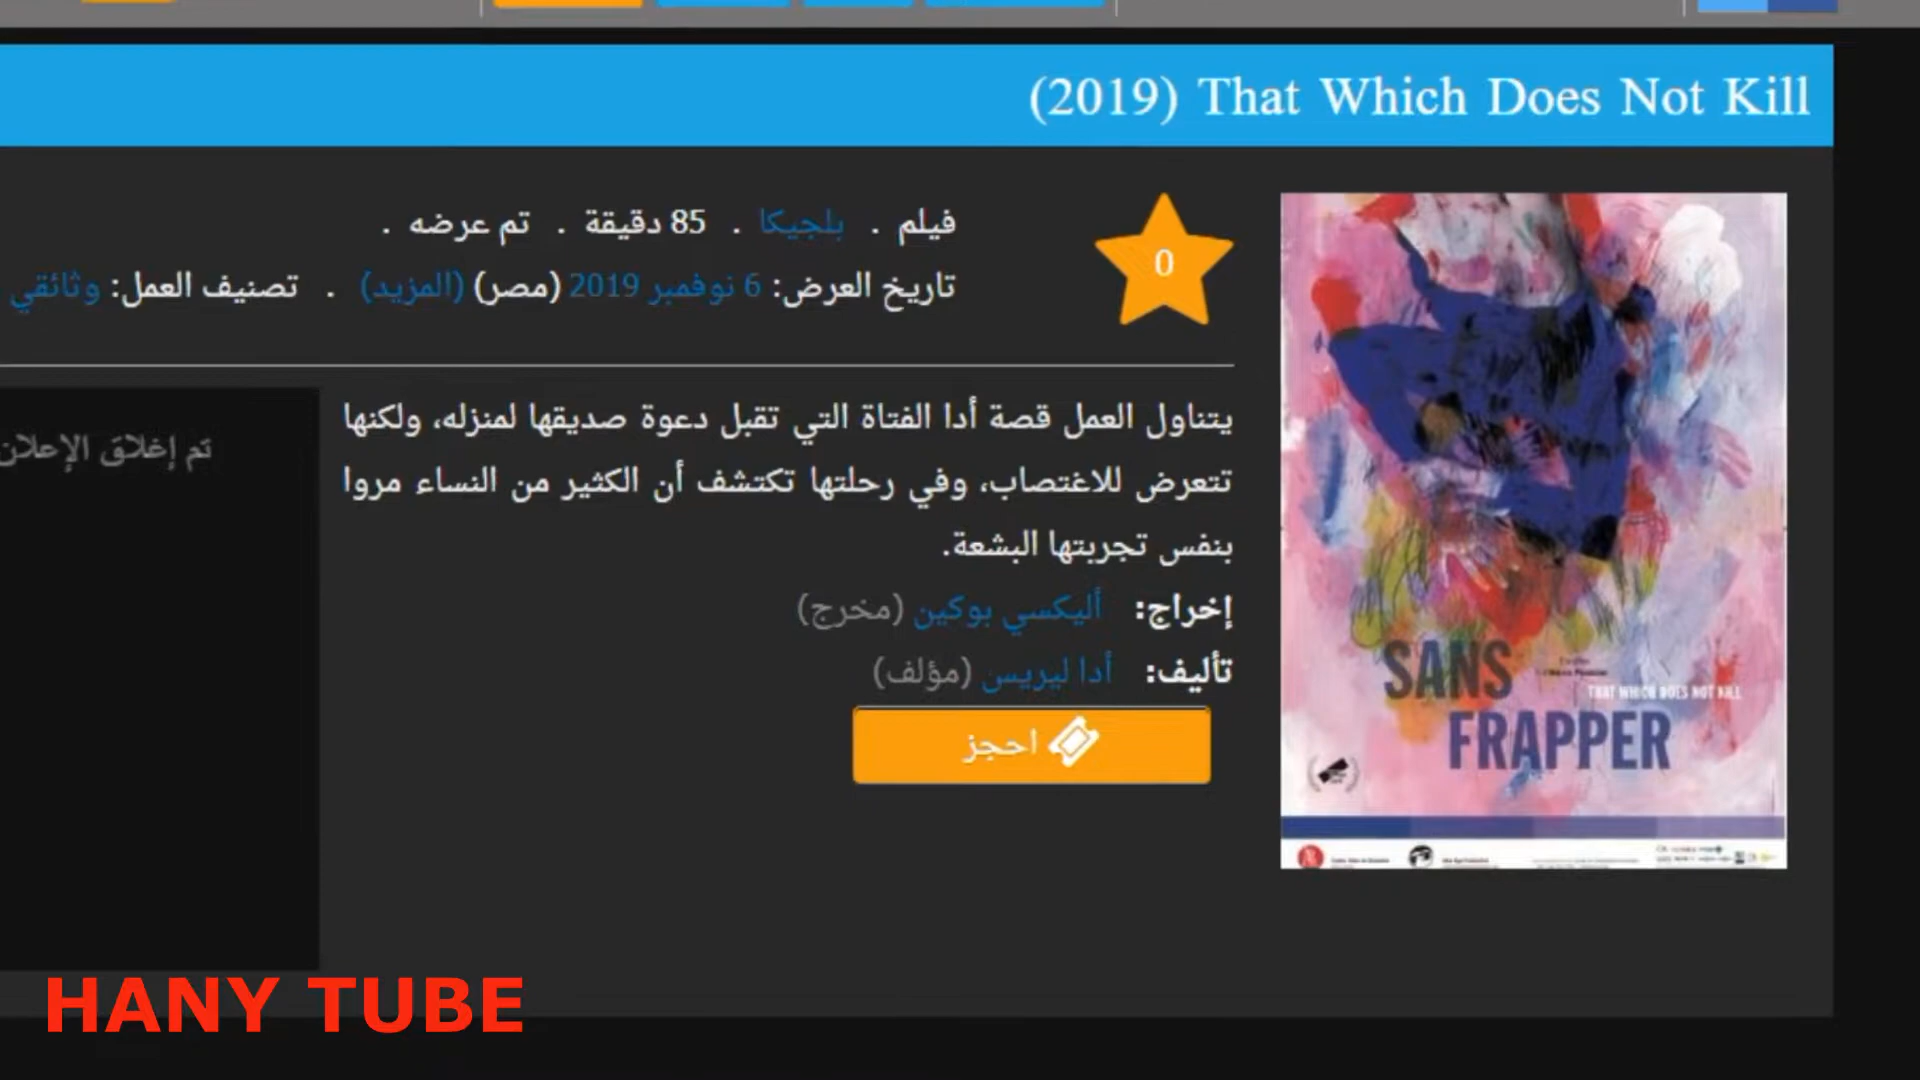 (2019) That Which Does Not Kill
فيلم . بلجيكا . 85 دقيقة . تم عرضه .
تاريخ العرض: 6 نوفمبر 2019 (مصر) (المزيد) . تصنيف العمل: وثائقي
0
يتناول العمل قصة أدا الفتاة التي تقبل دعوة صديقها لمنزله، ولكنها
تتعرض للاغتصاب، وفي رحلتها تكتشف أن الكثير من النساء مروا
بنفس تجربتها البشعة.
إخراج: أليكسي بوكين (مخرج)
تأليف: أدا ليريس (مؤلف)
احجز
تم إغلاق الإعلان
SANS
THAT WHICH DOES NOT KILL
FRAPPER
HANY TUBE